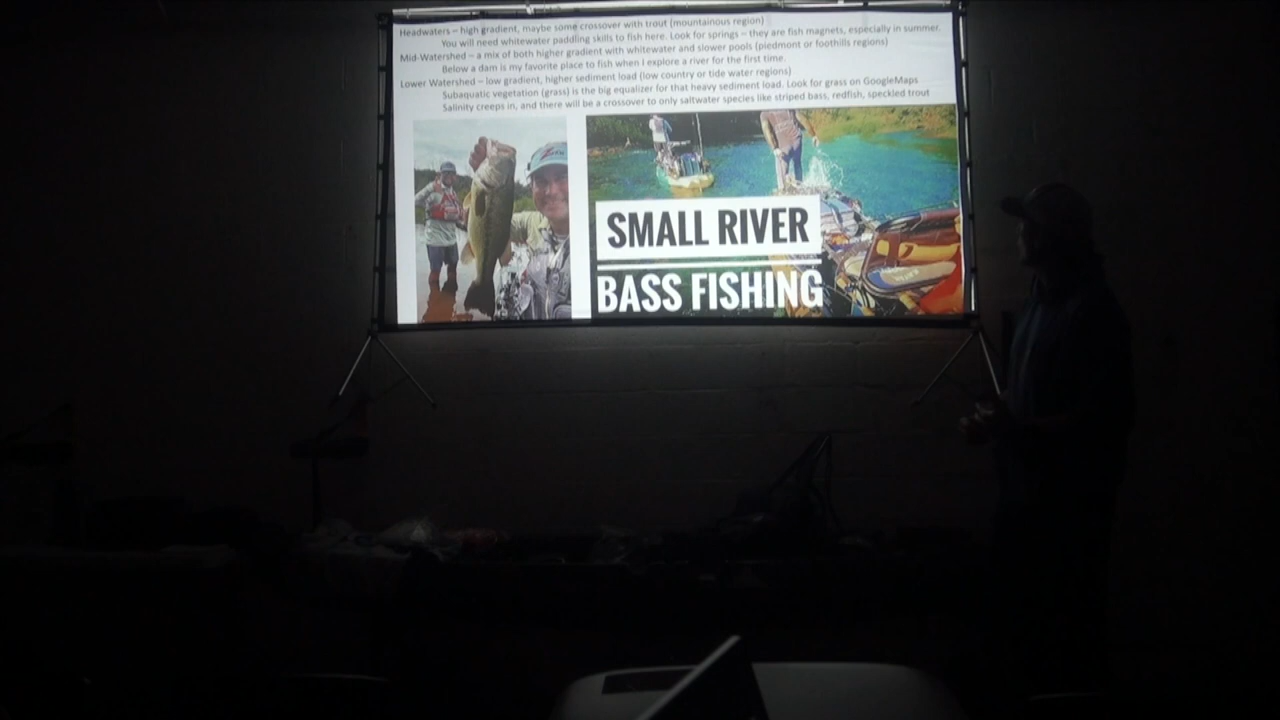 Headwaters – high gradient, maybe some crossover with trout (mountainous region)
You will need whitewater paddling skills to fish here. Look for springs – they are fish magnets, especially in summer.
Mid-Watershed – a mix of both higher gradient with whitewater and slower pools (piedmont or foothills regions)
Below a dam is my favorite place to fish when I explore a river for the first time.
Lower Watershed – low gradient, higher sediment load (low country or tide water regions)
Subaquatic vegetation (grass) is the big equalizer for that heavy sediment load. Look for grass on GoogleMaps
Salinity creeps in, and there will be a crossover to only saltwater species like striped bass, redfish, speckled trout
SMALL RIVER
BASS FISHING